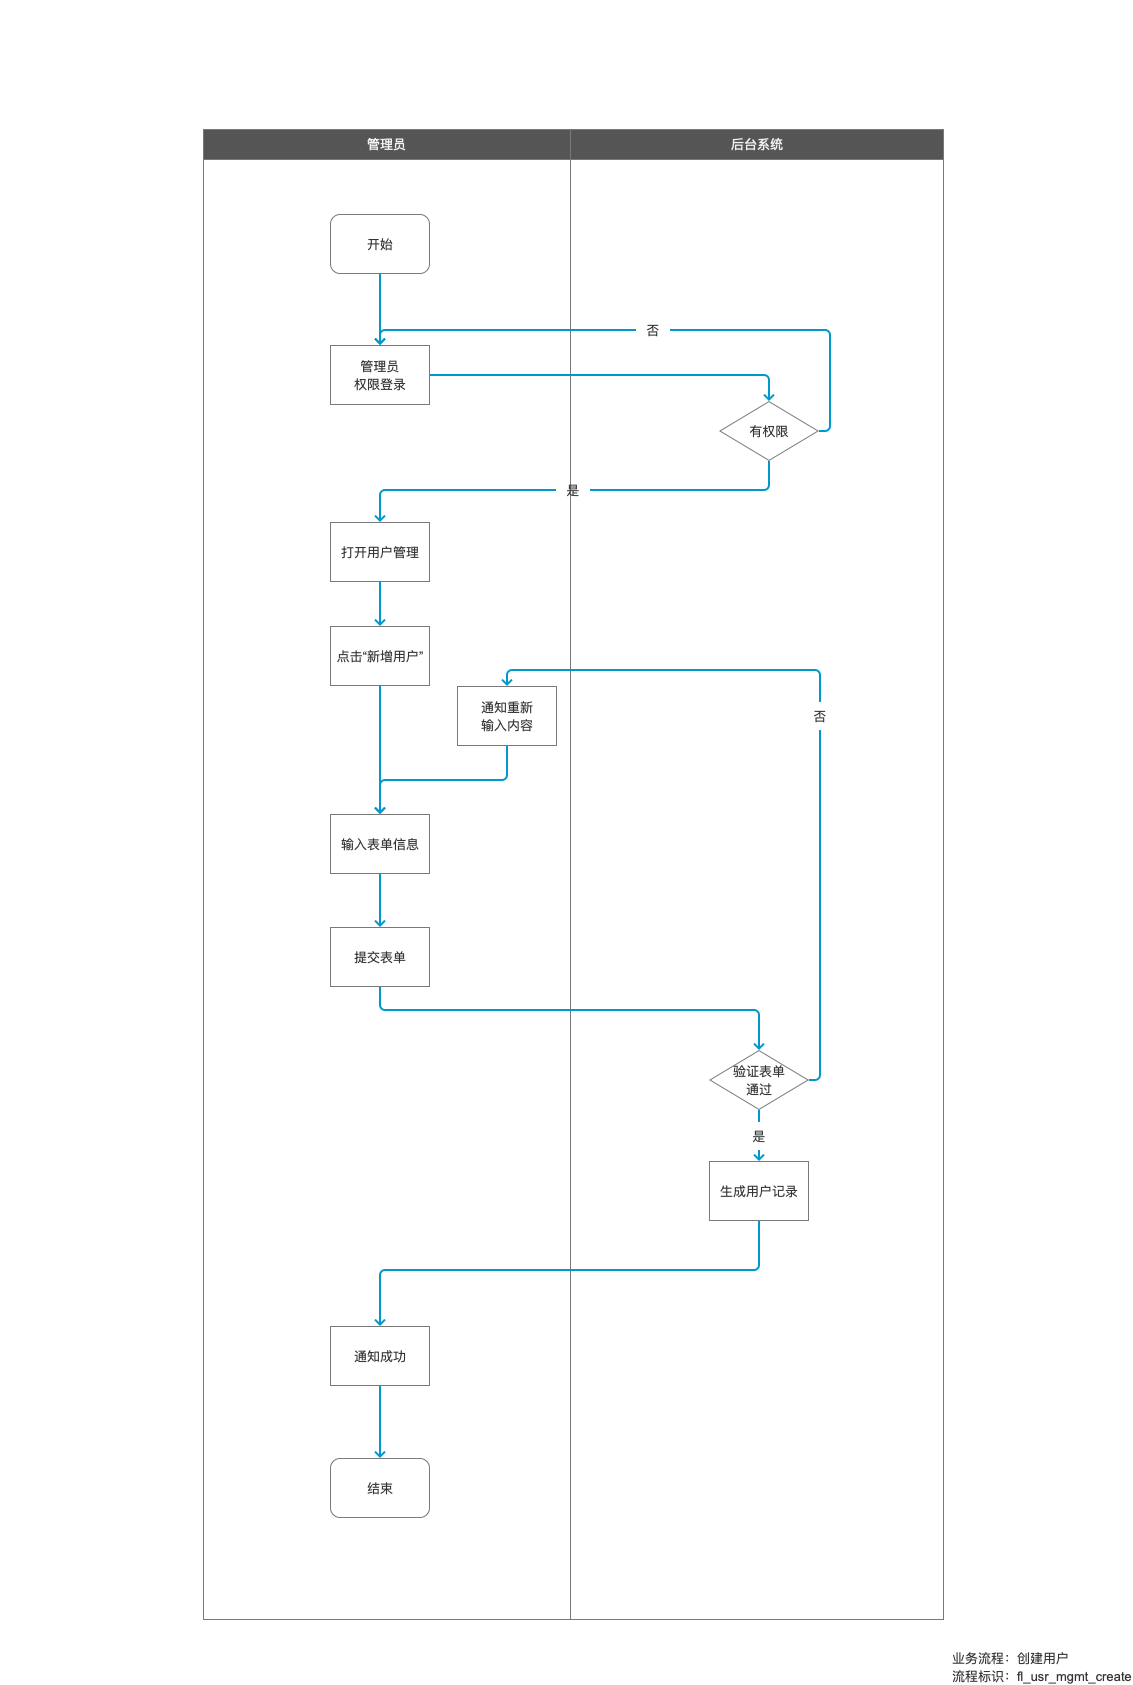 管理员
后台系统
开始
否
管理员
权限登录
有权限
是
打开用户管理
点击“新增用户”
通知重新
输入内容
否
输入表单信息
提交表单
验证表单
通过
是
生成用户记录
通知成功
结束
业务流程：创建用户
流程标识：fl_usr_mgmt_create